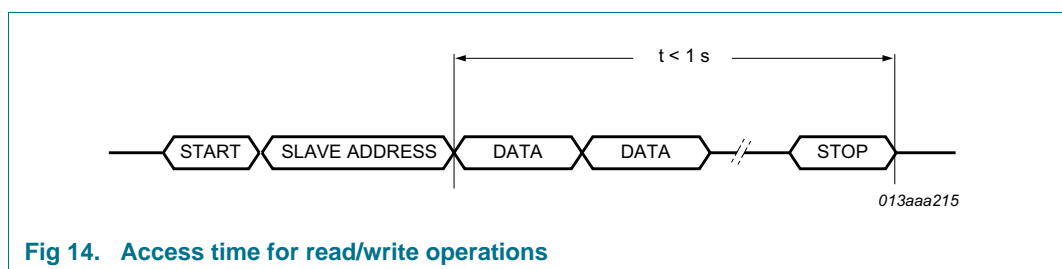 t < 1 s
START SLAVE ADDRESS DATA DATA STOP
013aaa215
Fig 14. Access time for read/write operations